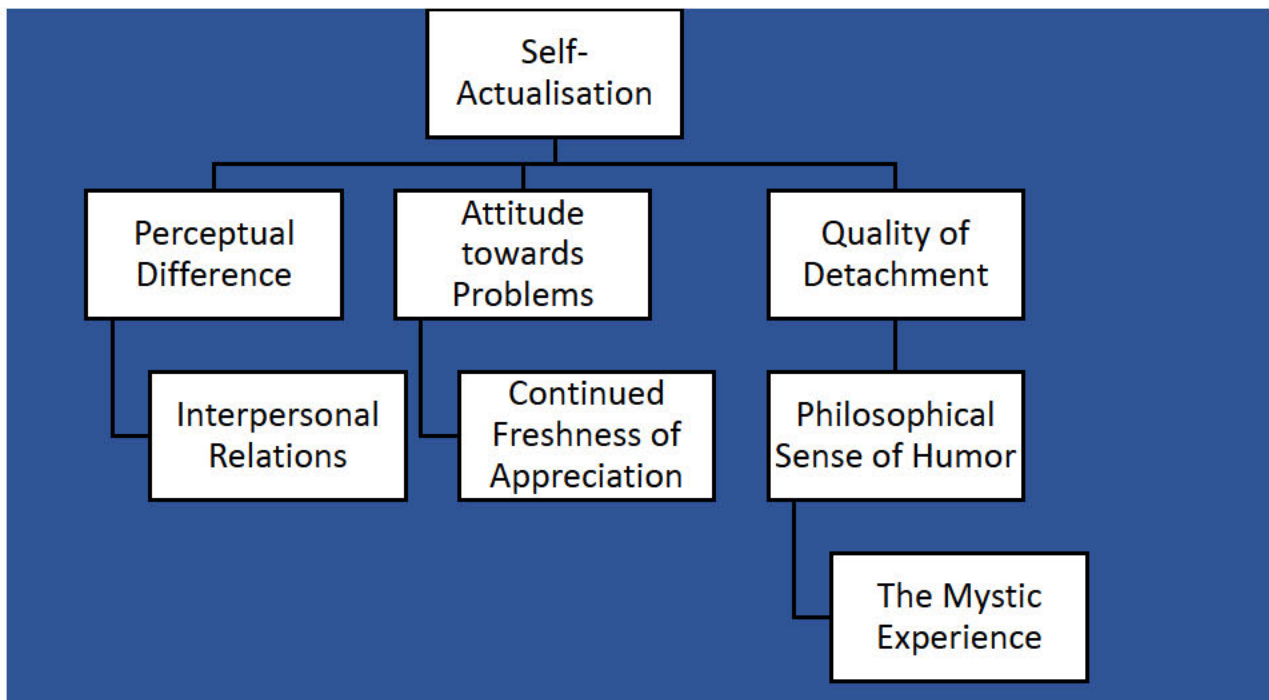 Self-
Actualisation
Perceptual
Difference
Attitude
towards
Problems
Quality of
Detachment
Interpersonal
Relations
Continued
Freshness of
Appreciation
Philosophical
Sense of Humor
The Mystic
Experience